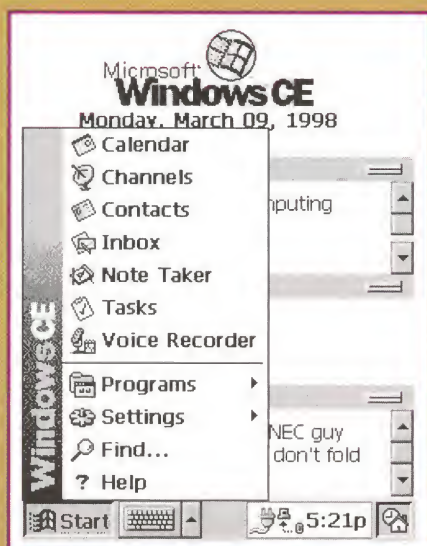 Microsoft
Windows CE
Monday, March 09, 1998
Calendar
Channels
Contacts
Inbox
Note Taker
Tasks
Voice Recorder
Programs
Settings
Find...
? Help
Windows CE
nputing
NEC guy
don't fold
Start
5:21p